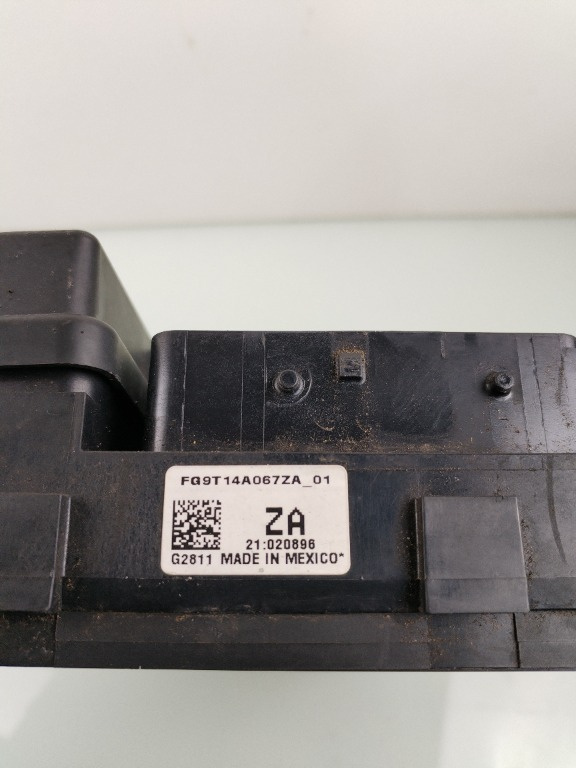 FG9T14A067ZA_01
ZA
21:020896
G2811 MADE IN MEXICO*